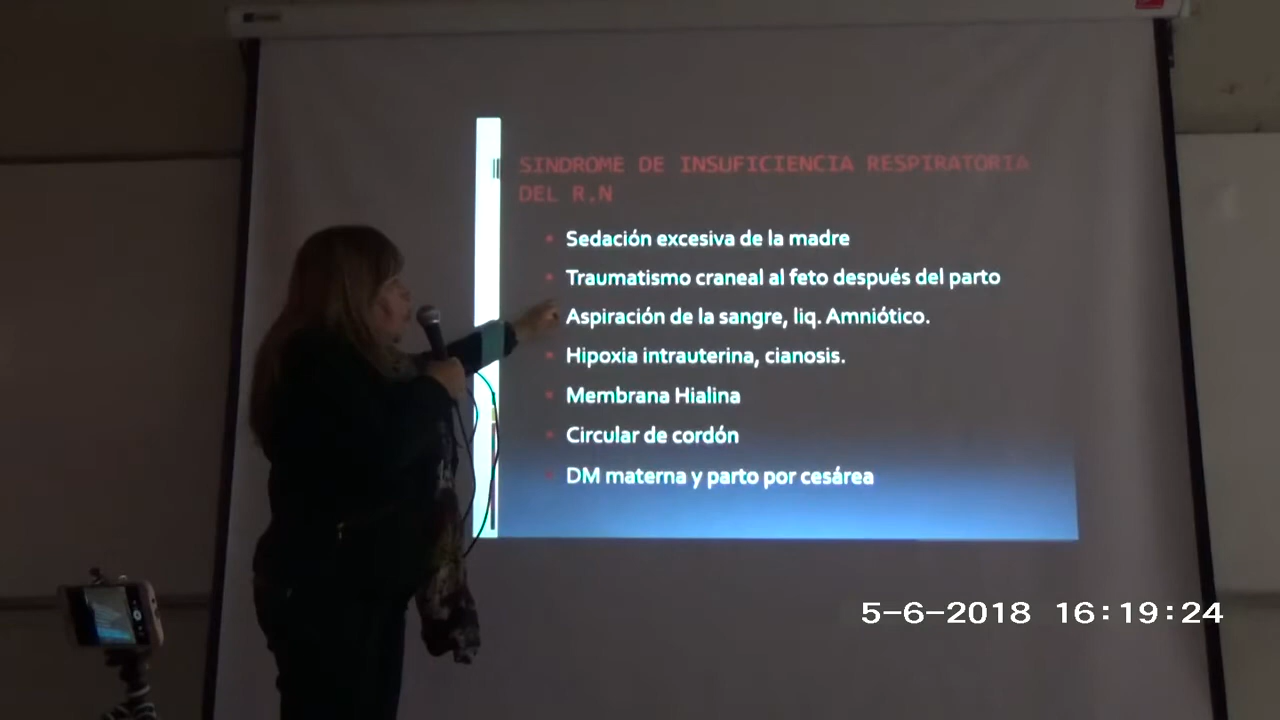 SINDROME DE INSUFICIENCIA RESPIRATORIA
DEL R.N
Sedación excesiva de la madre
Traumatismo craneal al feto después del parto
Aspiración de la sangre, liq. Amniótico.
Hipoxia intrauterina, cianosis.
Membrana Hialina
Circular de cordón
DM materna y parto por cesárea
5-6-2018 16:19:24